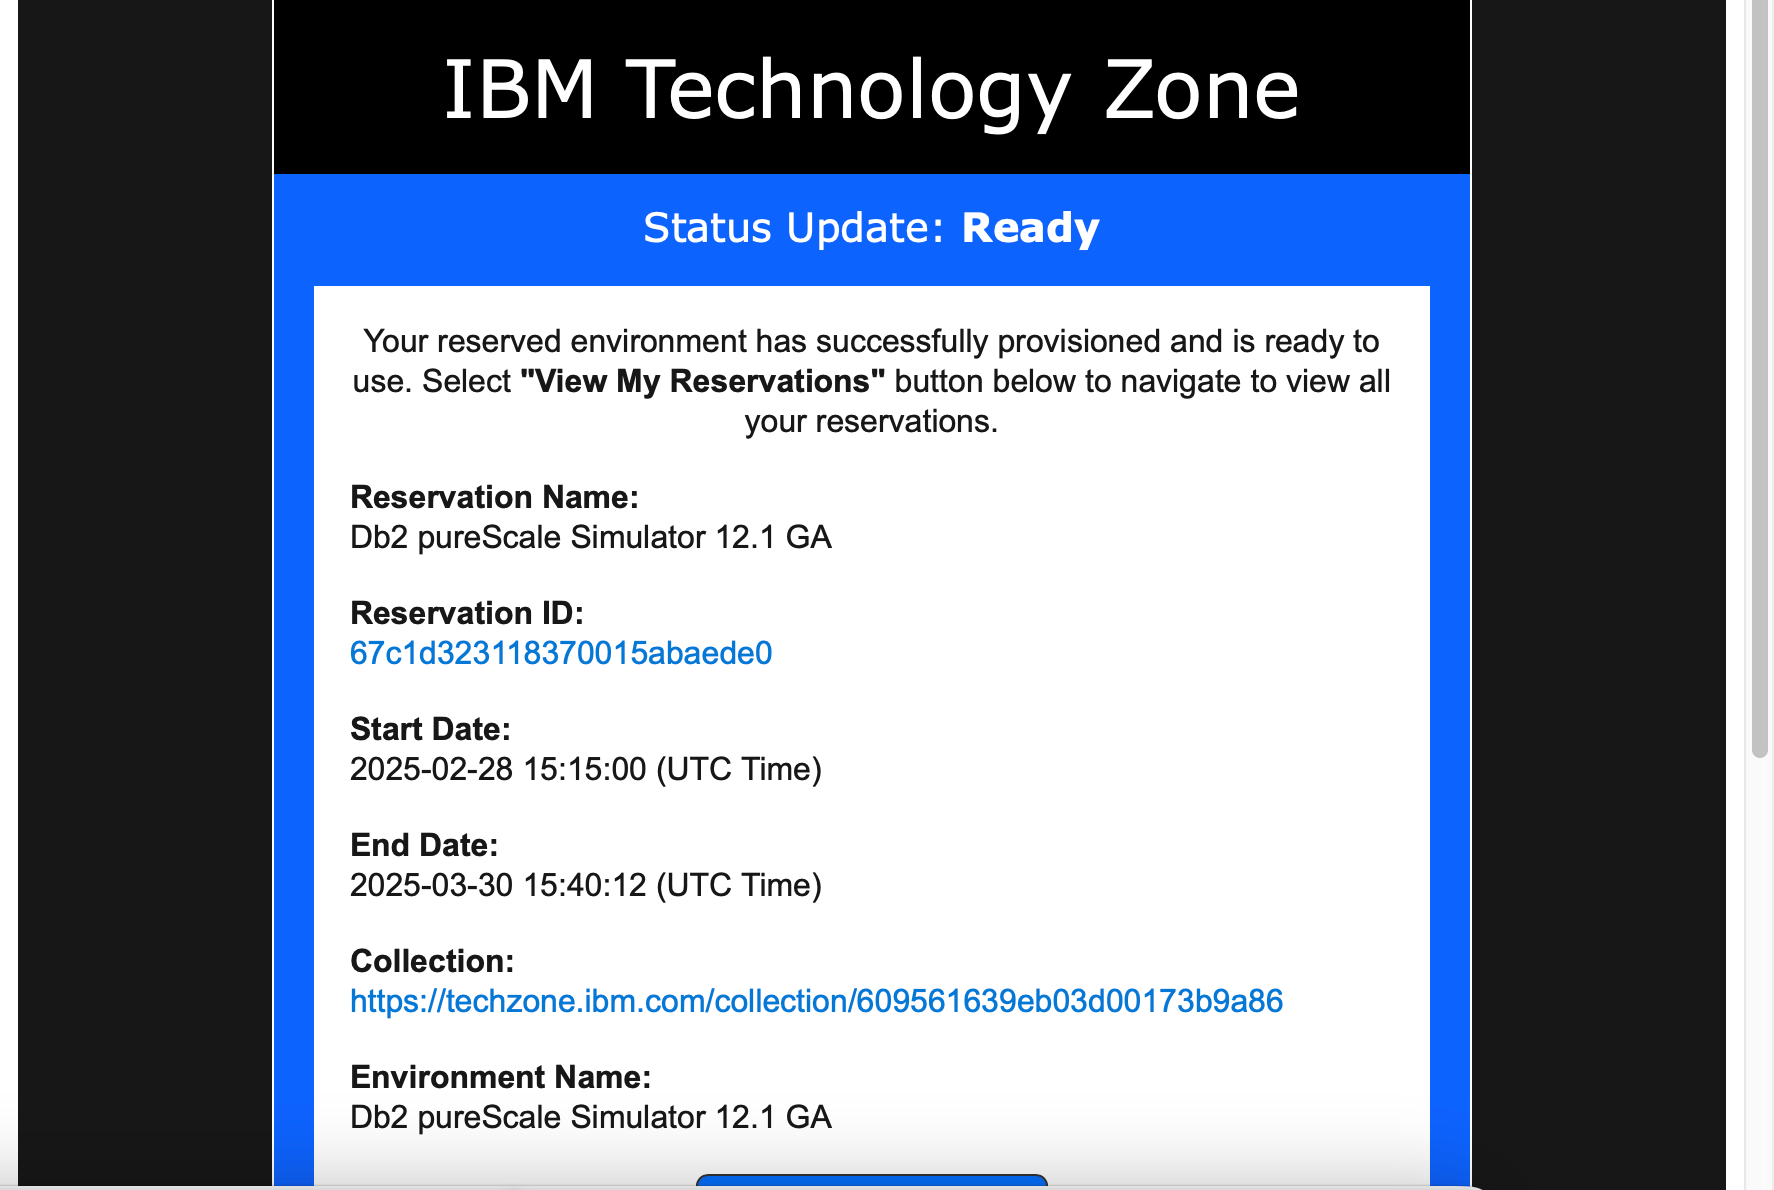 IBM Technology Zone
Status Update: Ready
Your reserved environment has successfully provisioned and is ready to
use. Select "View My Reservations" button below to navigate to view all
your reservations.
Reservation Name:
Db2 pureScale Simulator 12.1 GA
Reservation ID:
67c1d323118370015abaede0
Start Date:
2025-02-28 15:15:00 (UTC Time)
End Date:
2025-03-30 15:40:12 (UTC Time)
Collection:
https://techzone.ibm.com/collection/609561639eb03d00173b9a86
Environment Name:
Db2 pureScale Simulator 12.1 GA